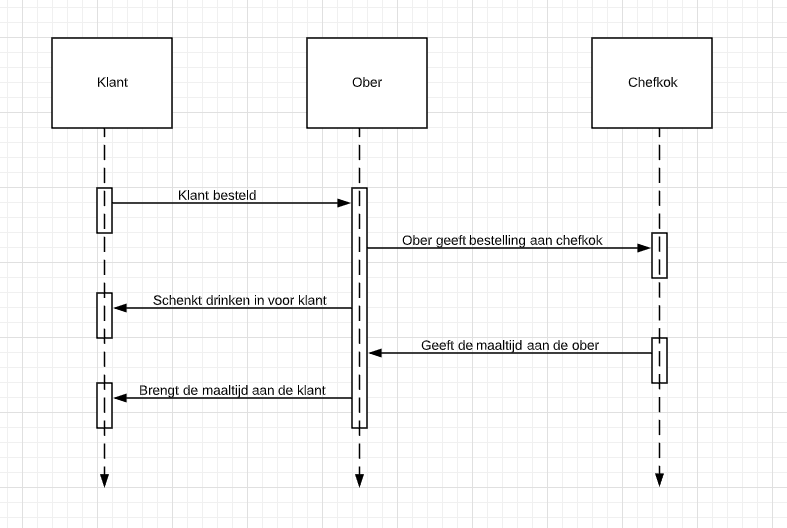 Klant
Ober
Chefkok
Klant besteld
Ober geeft bestelling aan chefkok
Schenkt drinken in voor klant
Geeft de maaltijd aan de ober
Brengt de maaltijd aan de klant